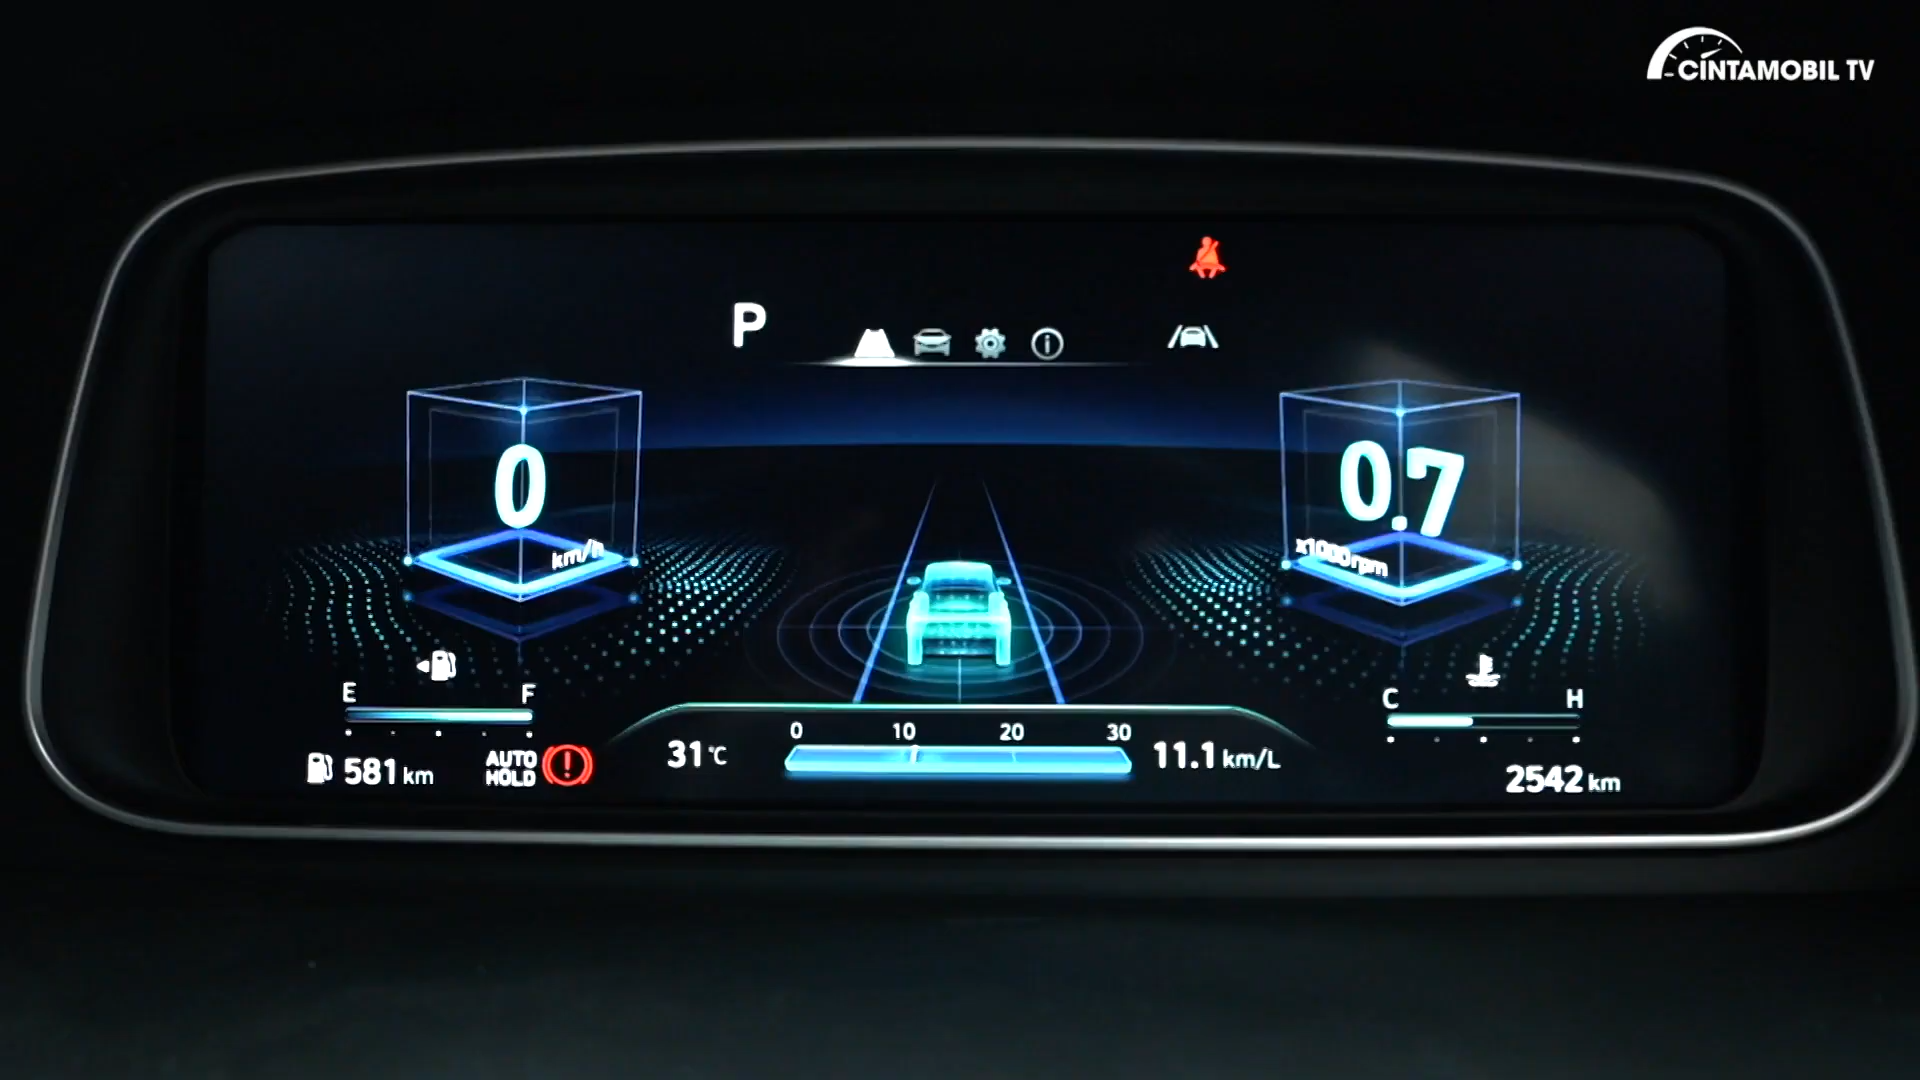 CINTAMOBIL TV
P
0
km/h
0.7
x1000rpm
E F
581 km
AUTO
HOLD
31°C
0 10 20 30
11.1 km/L
C H
2542 km